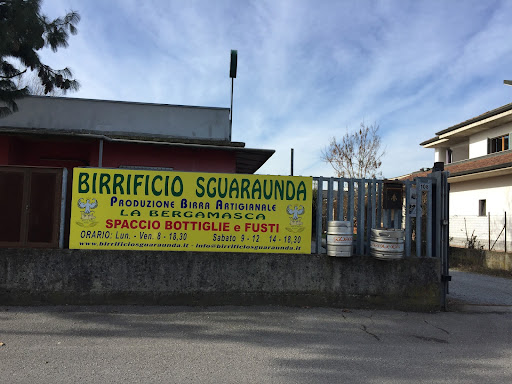 BIRRIFICIO SGUARAUNDA
PRODUZIONE BIRRA ARTIGIANALE
LA BERGAMASCA
SPACCIO BOTTIGLIE e FUSTI
ORARIO: Lun. - Ven. 8 - 18,30 Sabato 9 - 12 14 - 18,30
www.birrificiosguaraunda.it - info@birrificiosguaraunda.it